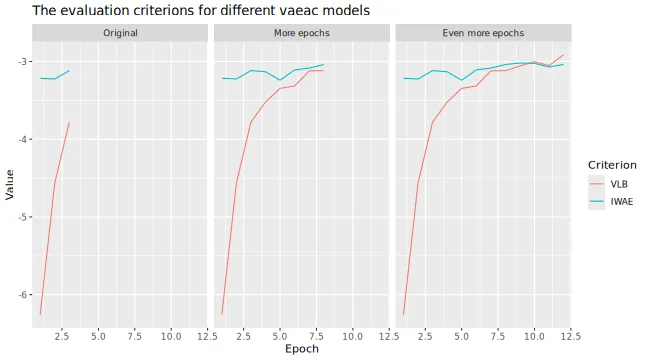 The evaluation criterions for different vaeac models
Original More epochs Even more epochs
-3
-4
-5
-6
Value
2.5 5.0 7.5 10.0 12.5 2.5 5.0 7.5 10.0 12.5 2.5 5.0 7.5 10.0 12.5
Epoch
Criterion
VLB
IWAE